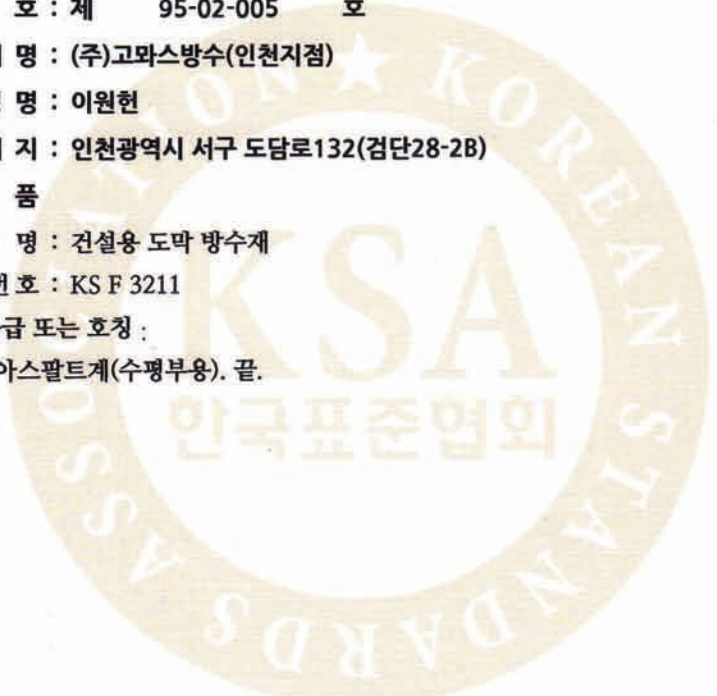 호 : 제 95-02-005 호
명 : (주)고뫄스방수(인천지점)
명 : 이원헌
지 : 인천광역시 서구 도담로132(검단28-2B)
품
명 : 건설용 도막 방수재
번 호 : KS F 3211
급 또는 호칭 :
아스팔트계(수평부용). 끝.
KSA
한국표준협회
KOREAN STANDARDS ASSOCIATION